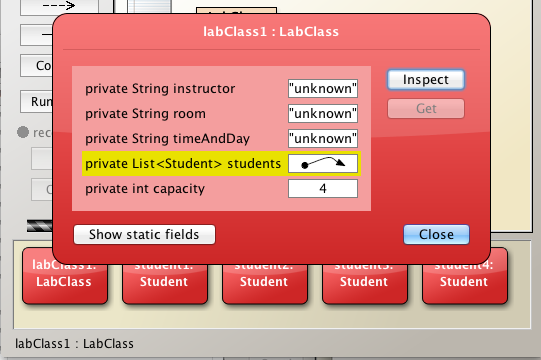 labClass1 : LabClass
private String instructor "unknown"
private String room "unknown"
private String timeAndDay "unknown"
private List<Student> students
private int capacity 4
Inspect
Get
Show static fields
Close
Co
Run
reco
labClass1:
LabClass
student1:
Student
student2:
Student
student3:
Student
student4:
Student
labClass1 : LabClass